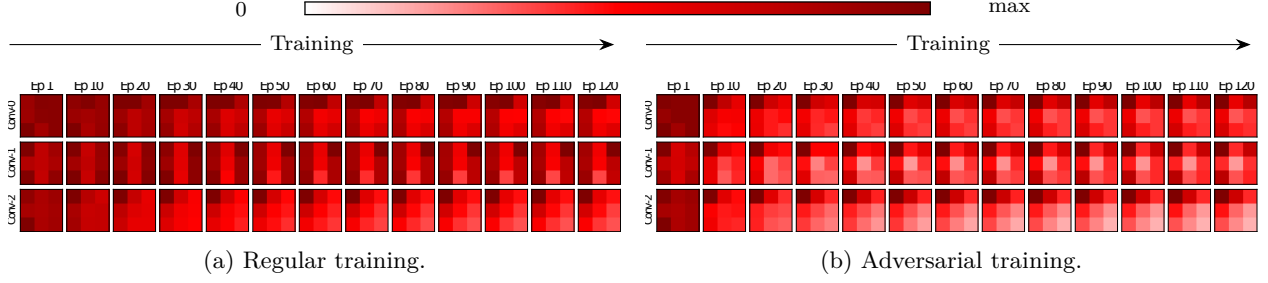 0 max
Training Training
Ep 1 Ep 10 Ep 20 Ep 30 Ep 40 Ep 50 Ep 60 Ep 70 Ep 80 Ep 90 Ep 100 Ep 110 Ep 120 Ep 1 Ep 10 Ep 20 Ep 30 Ep 40 Ep 50 Ep 60 Ep 70 Ep 80 Ep 90 Ep 100 Ep 110 Ep 120
Conv-0 Conv-0
Conv-1 Conv-1
Conv-2 Conv-2
(a) Regular training. (b) Adversarial training.